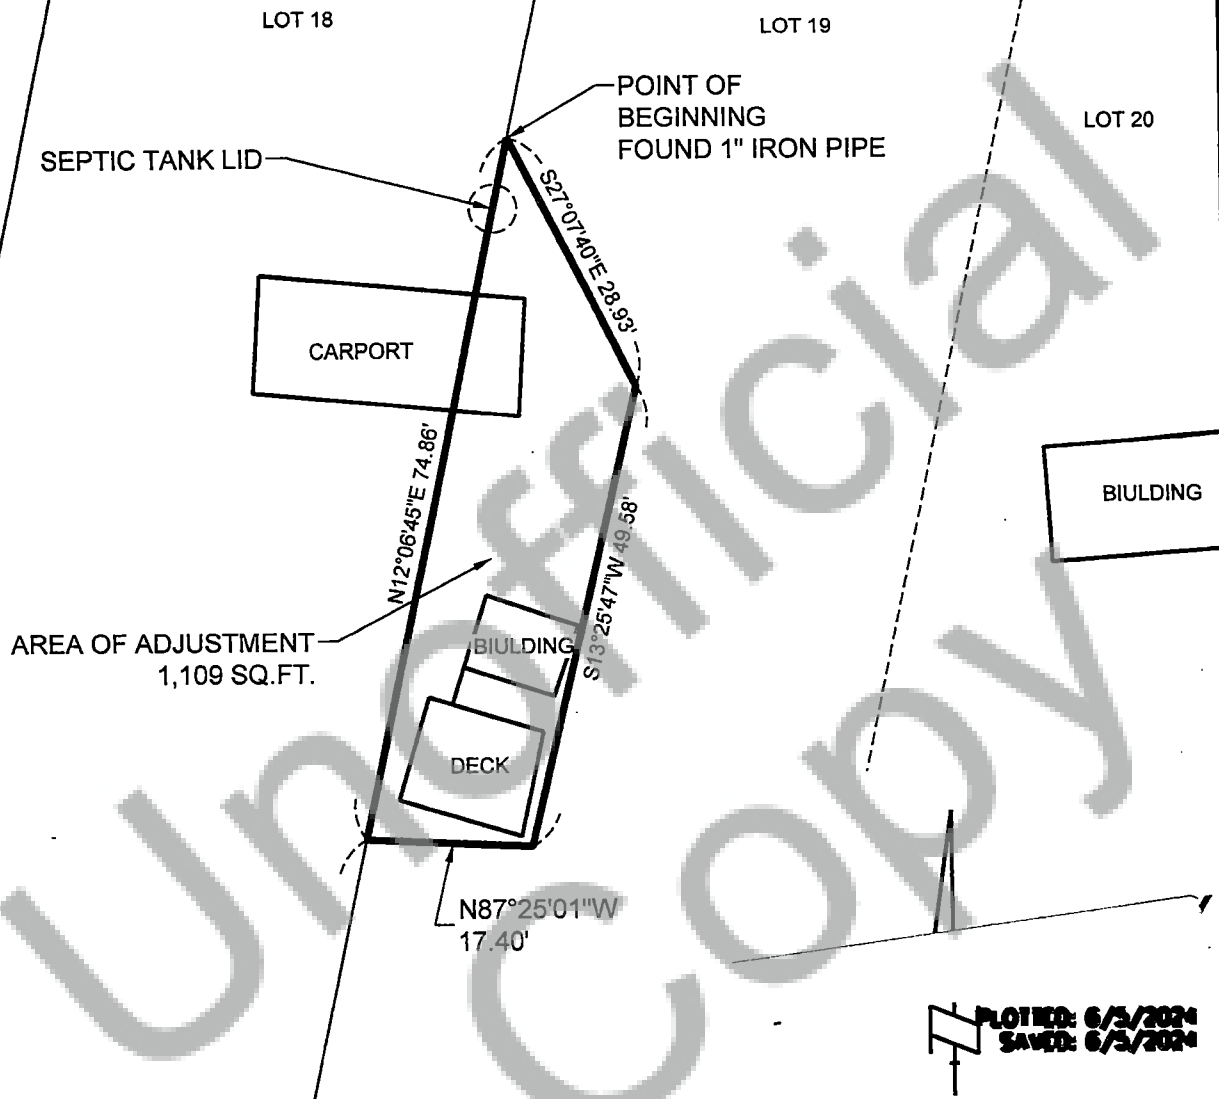 LOT 18
LOT 19
POINT OF
BEGINNING
FOUND 1" IRON PIPE
LOT 20
SEPTIC TANK LID
S27°07'40"E 28.93'
CARPORT
N12°06'45"E 74.86'
BIULDING
S13°25'47"W 49.58'
AREA OF ADJUSTMENT
1,109 SQ.FT.
BIULDING
DECK
N87°25'01"W
17.40'
PLOTTED: 6/5/2024
SAVED: 6/5/2024
Unofficial
Copy